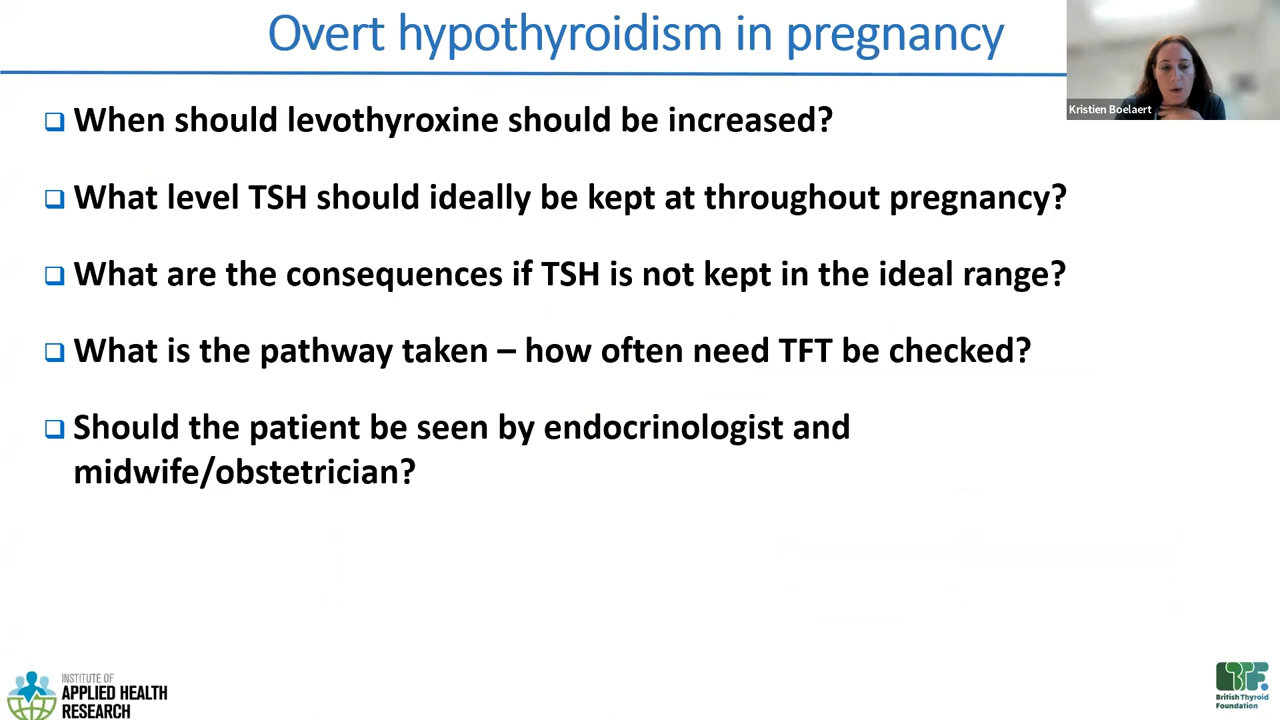 Overt hypothyroidism in pregnancy
Kristien Boelaert
When should levothyroxine should be increased?
What level TSH should ideally be kept at throughout pregnancy?
What are the consequences if TSH is not kept in the ideal range?
What is the pathway taken – how often need TFT be checked?
Should the patient be seen by endocrinologist and
midwife/obstetrician?
INSTITUTE OF
APPLIED HEALTH
RESEARCH
BTF.
British Thyroid
Foundation